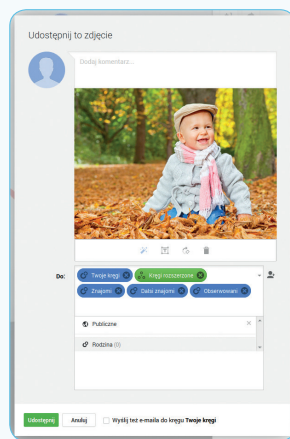 Udostępnij to zdjęcie
Dodaj komentarz...
Do:
Twoje kręgi
Kręgi rozszerzone
Znajomi
Dalsi znajomi
Obserwowani
Publiczne
Rodzina (0)
Udostępnij
Anuluj
Wyślij też e-maila do kręgu Twoje kręgi